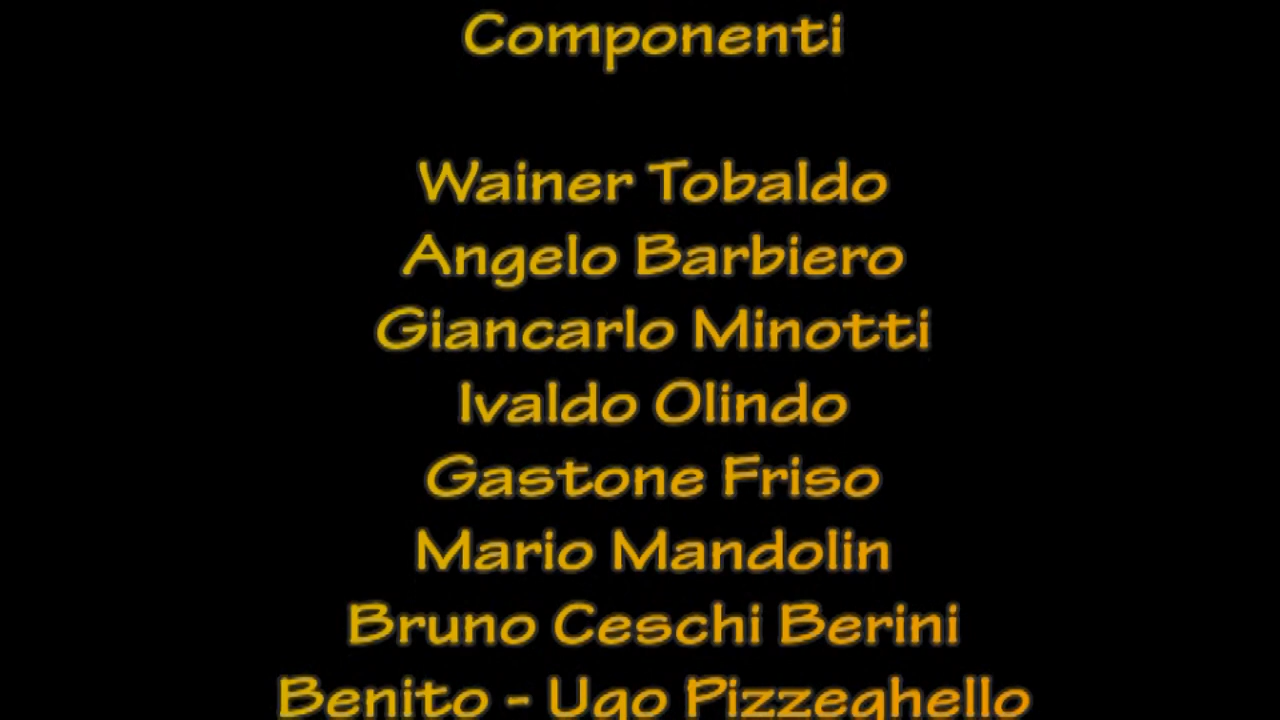 Componenti
Wainer Tobaldo
Angelo Barbiero
Giancarlo Minotti
Ivaldo Olindo
Gastone Friso
Mario Mandolin
Bruno Ceschi Berini
Benito - Ugo Pizzeghello